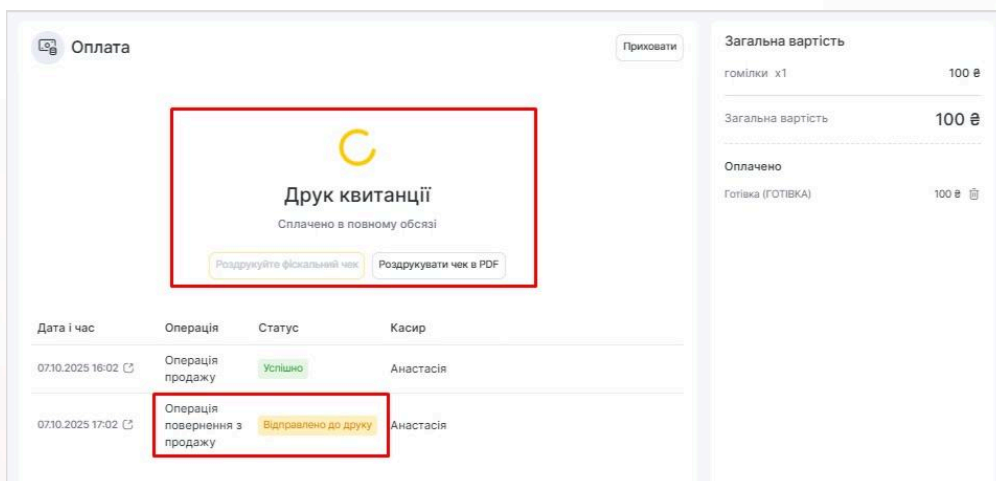 Оплата
Приховати
Друк квитанції
Сплачено в повному обсязі
Роздрукуйте фіскальний чек
Роздрукувати чек в PDF
Дата і час Операція Статус Касир
07.10.2025 16:02 Операція продажу Успішно Анастасія
07.10.2025 17:02 Операція повернення з продажу Відправлено до друку Анастасія
Загальна вартість
гомілки x1 100 ₴
Загальна вартість 100 ₴
Оплачено
Готівка (ГОТІВКА) 100 ₴